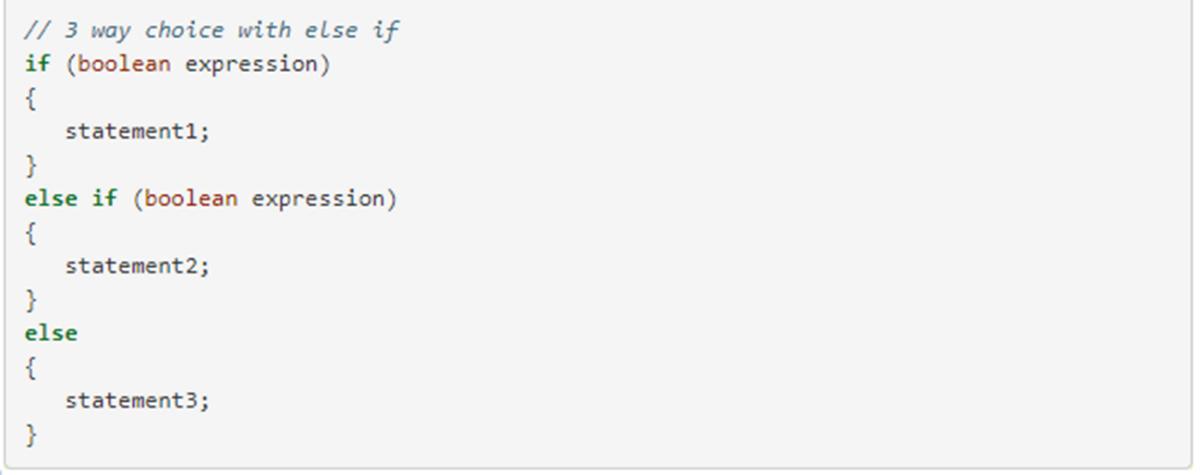 // 3 way choice with else if
if (boolean expression)
{
   statement1;
}
else if (boolean expression)
{
   statement2;
}
else
{
   statement3;
}